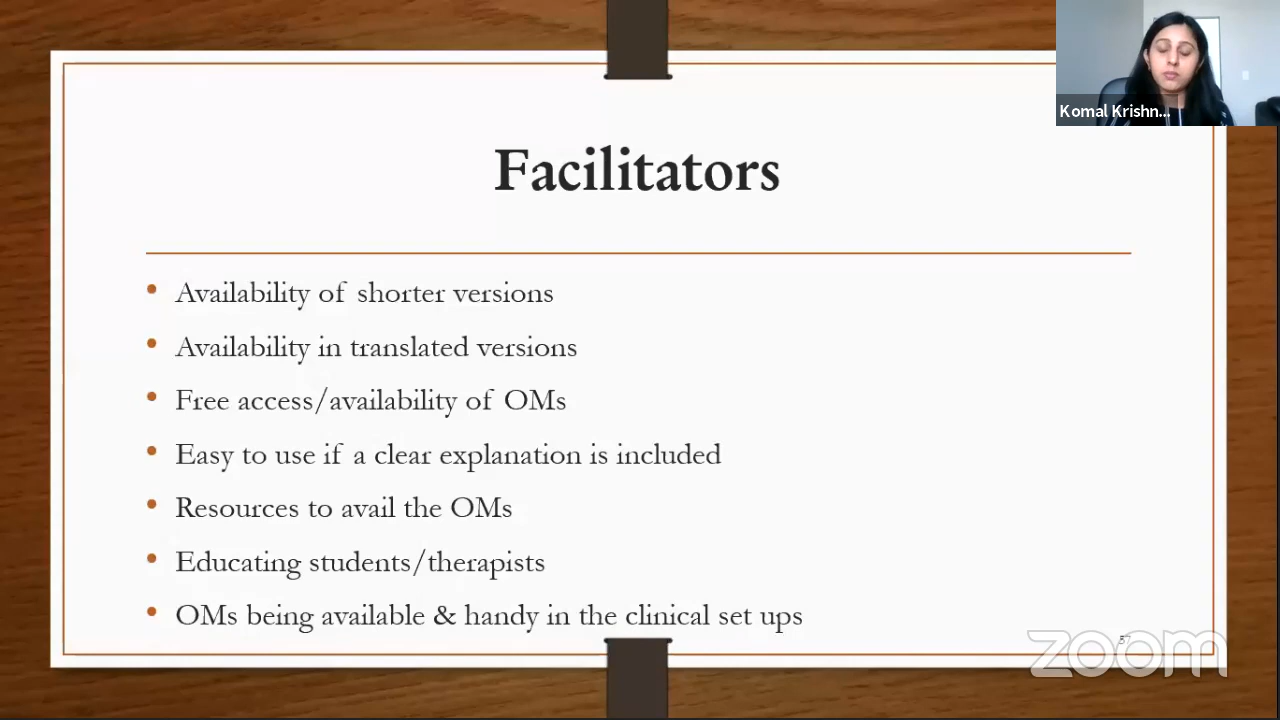 Komal Krishn...
Facilitators
• Availability of shorter versions
• Availability in translated versions
• Free access/availability of OMs
• Easy to use if a clear explanation is included
• Resources to avail the OMs
• Educating students/therapists
• OMs being available & handy in the clinical set ups
57
zoom